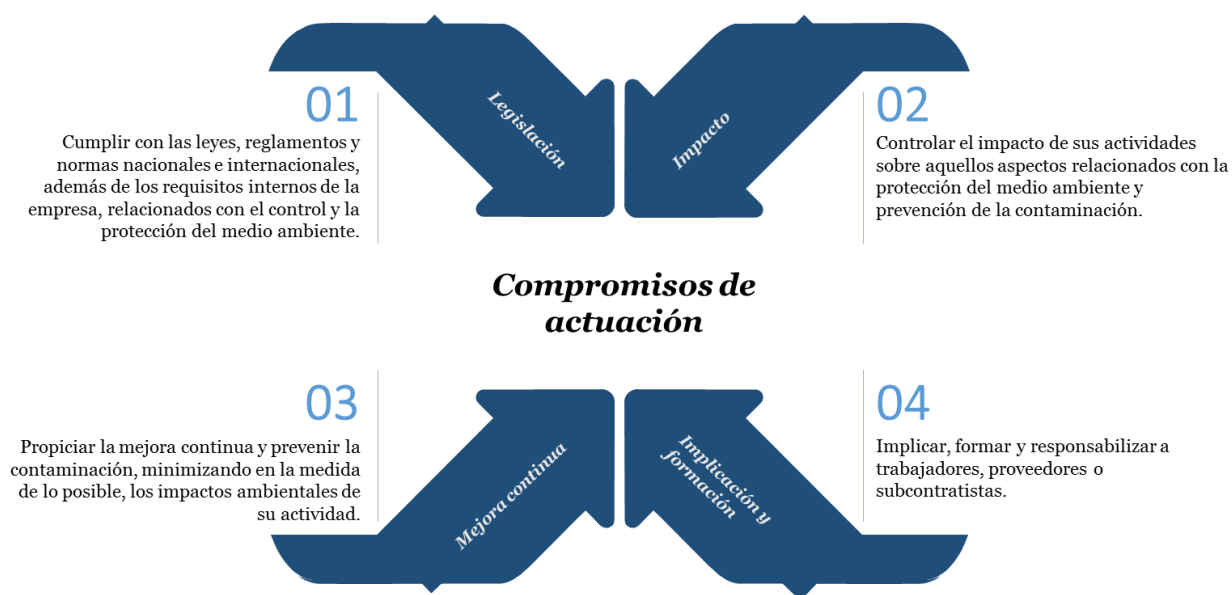 01
Legislación
Cumplir con las leyes, reglamentos y
normas nacionales e internacionales,
además de los requisitos internos de la
empresa, relacionados con el control y la
protección del medio ambiente.
Impacto
02
Controlar el impacto de sus actividades
sobre aquellos aspectos relacionados con la
protección del medio ambiente y
prevención de la contaminación.
Compromisos de
actuación
03
Propiciar la mejora continua y prevenir la
contaminación, minimizando en la medida
de lo posible, los impactos ambientales de
su actividad.
Mejora continua
Implicación y
formación
04
Implicar, formar y responsabilizar a
trabajadores, proveedores o
subcontratistas.